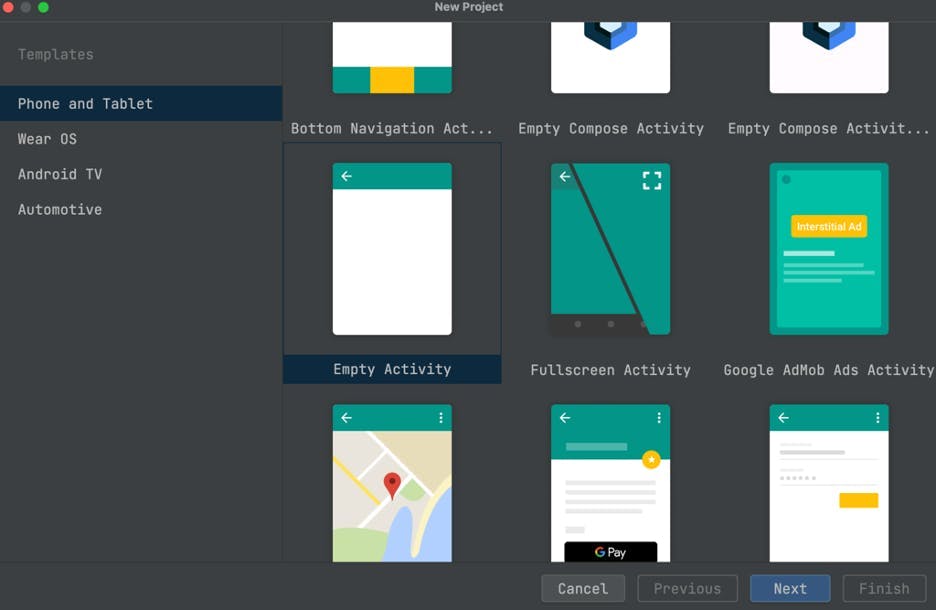 New Project
Templates
Phone and Tablet
Wear OS
Android TV
Automotive
Bottom Navigation Act...
Empty Compose Activity
Empty Compose Activit...
Interstitial Ad
Empty Activity
Fullscreen Activity
Google AdMob Ads Activity
G Pay
Cancel
Previous
Next
Finish